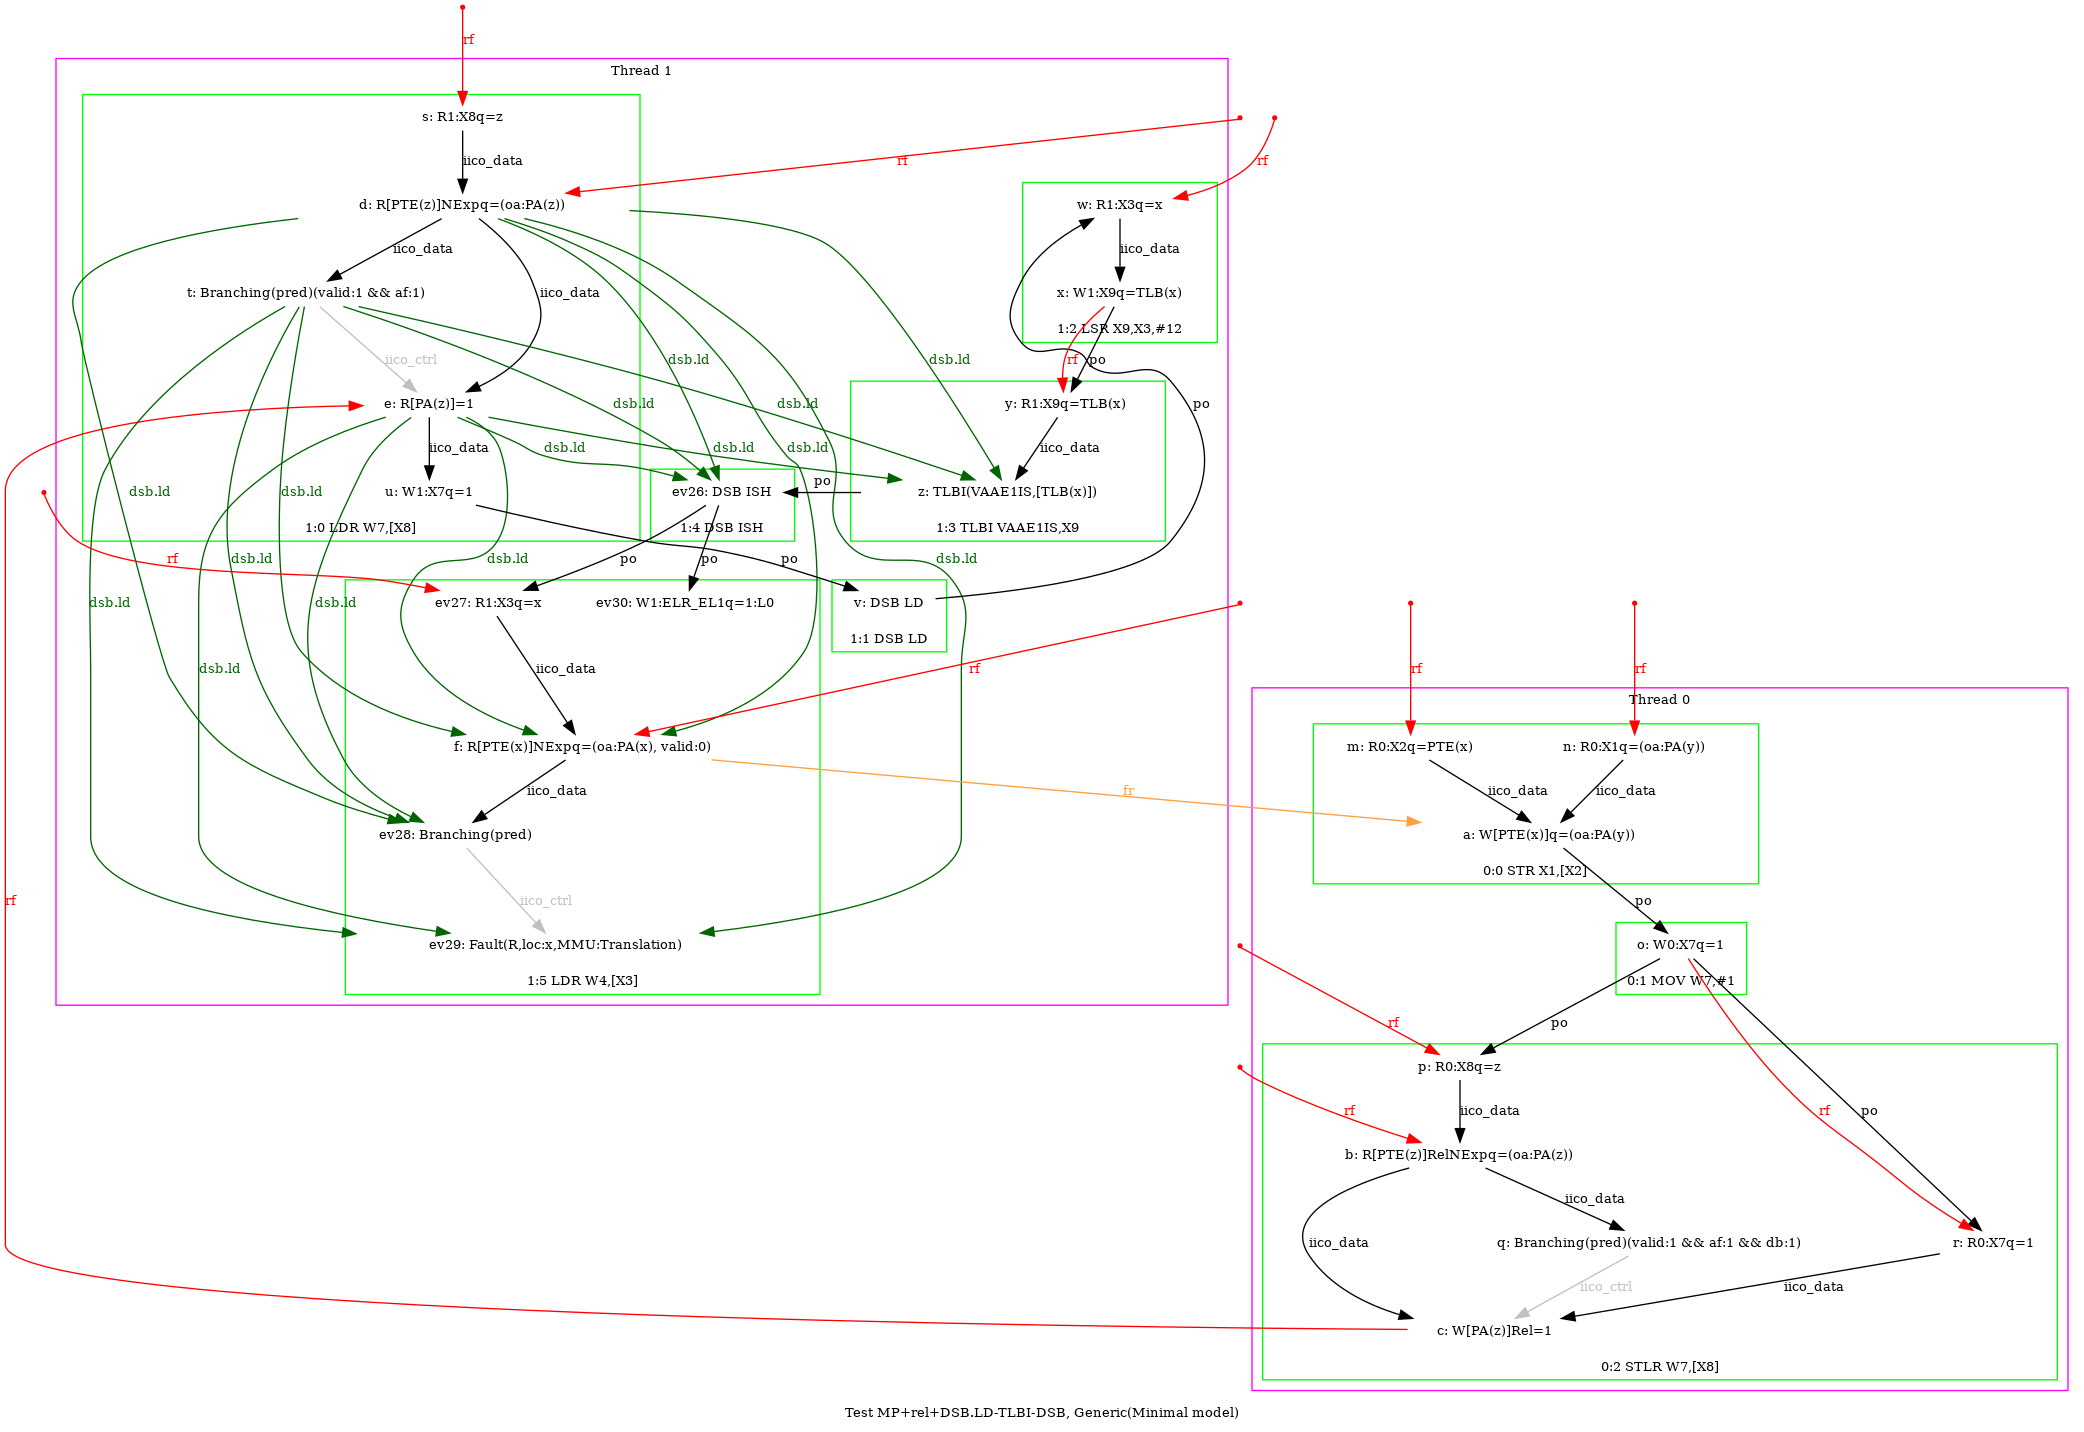 rf
Thread 1
s: R1:X8q=z
iico_data
rf
rf
d: R[PTE(z)]NExpq=(oa:PA(z))
w: R1:X3q=x
iico_data
iico_data
t: Branching(pred)(valid:1 && af:1)
iico_data
x: W1:X9q=TLB(x)
1:2 LSR X9,X3,#12
iico_ctrl
dsb.ld
dsb.ld
rf
po
e: R[PA(z)]=1
dsb.ld
dsb.ld
y: R1:X9q=TLB(x)
po
iico_data
dsb.ld
dsb.ld
dsb.ld
iico_data
po
dsb.ld
dsb.ld
u: W1:X7q=1
ev26: DSB ISH
z: TLBI(VAAE1IS,[TLB(x)])
1:0 LDR W7,[X8]
1:4 DSB ISH
1:3 TLBI VAAE1IS,X9
rf
dsb.ld
dsb.ld
po
po
po
dsb.ld
dsb.ld
dsb.ld
ev27: R1:X3q=x
ev30: W1:ELR_EL1q=1:L0
v: DSB LD
1:1 DSB LD
dsb.ld
iico_data
rf
rf
rf
Thread 0
f: R[PTE(x)]NExpq=(oa:PA(x), valid:0)
m: R0:X2q=PTE(x)
n: R0:X1q=(oa:PA(y))
iico_data
fr
iico_data
iico_data
ev28: Branching(pred)
a: W[PTE(x)]q=(oa:PA(y))
0:0 STR X1,[X2]
rf
iico_ctrl
po
ev29: Fault(R,loc:x,MMU:Translation)
o: W0:X7q=1
1:5 LDR W4,[X3]
0:1 MOV W7,#1
rf
po
p: R0:X8q=z
rf
iico_data
rf
po
b: R[PTE(z)]RelNExpq=(oa:PA(z))
iico_data
iico_data
q: Branching(pred)(valid:1 && af:1 && db:1)
r: R0:X7q=1
iico_ctrl
iico_data
c: W[PA(z)]Rel=1
0:2 STLR W7,[X8]
Test MP+rel+DSB.LD-TLBI-DSB, Generic(Minimal model)